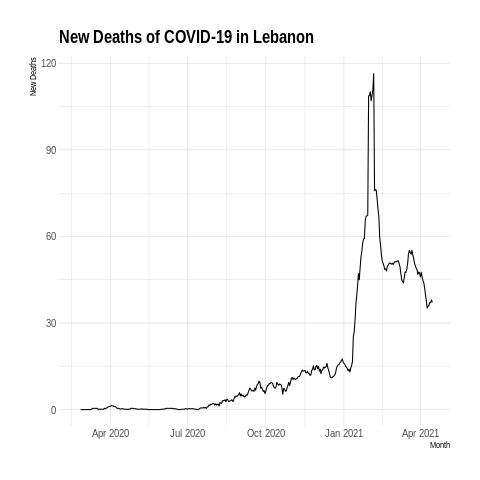 New Deaths of COVID-19 in Lebanon
New Deaths
120
90
60
30
0
Apr 2020 Jul 2020 Oct 2020 Jan 2021 Apr 2021
Month